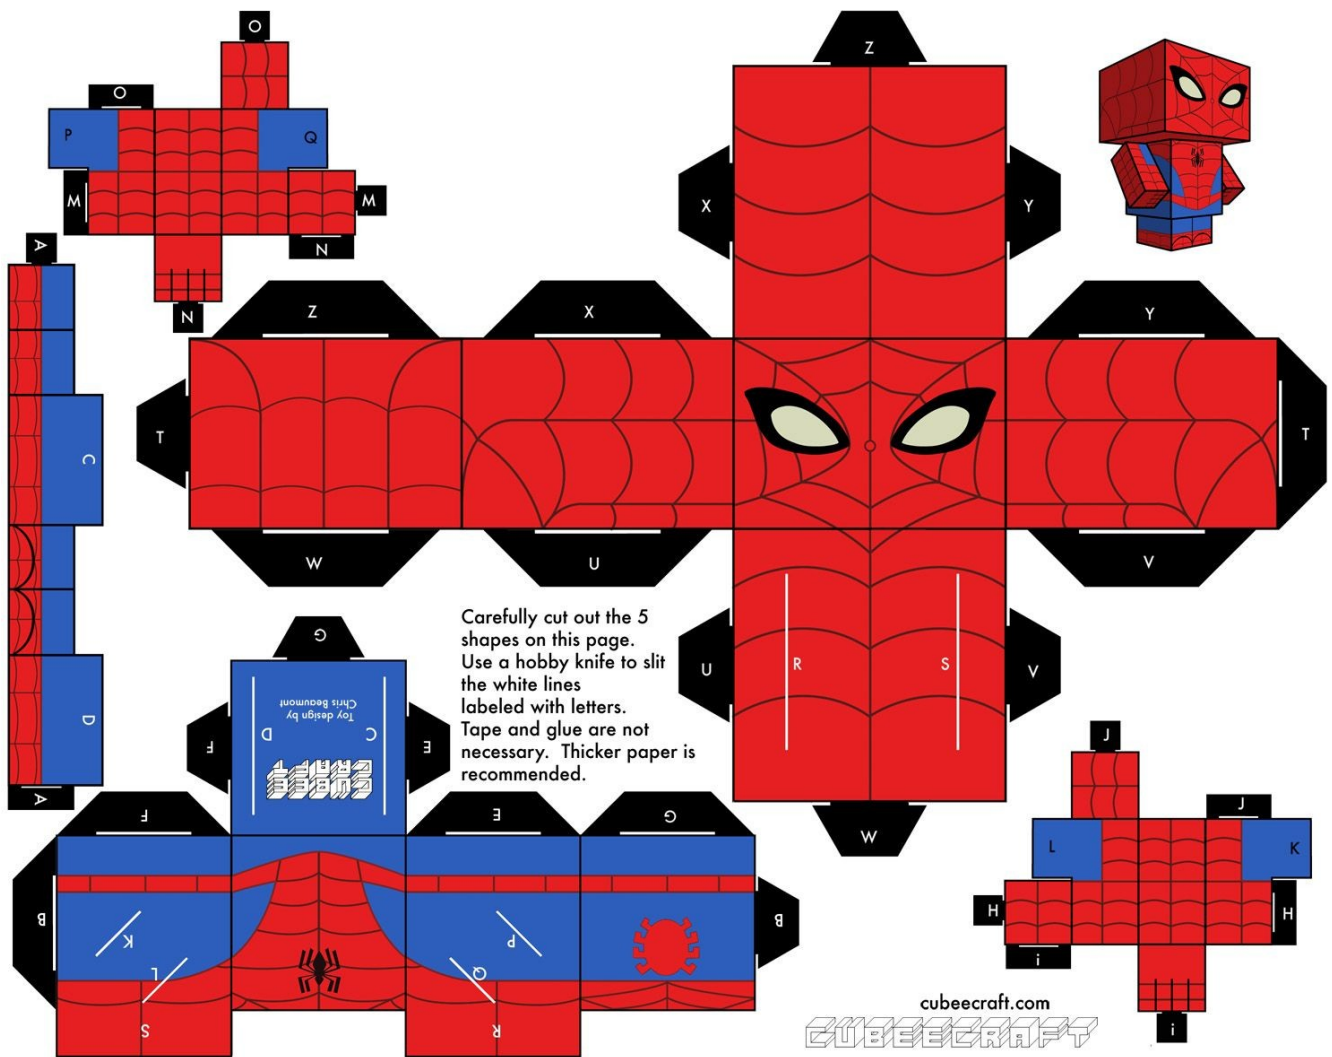 O
Z
O
P
Q
M
M
X
Y
N
A
N
Z
X
Y
C
T
T
W
U
V
Carefully cut out the 5
shapes on this page.
Use a hobby knife to slit
the white lines
labeled with letters.
Tape and glue are not
necessary. Thicker paper is
recommended.
G
U
R
S
V
D
Toy design by
Chris Beaumont
F
D
C
E
CUBEE
CRAFT
J
A
F
E
G
W
J
L
K
B
K
P
B
H
H
L
Q
i
S
R
cubeecraft.com
CUBEECRAFT
i